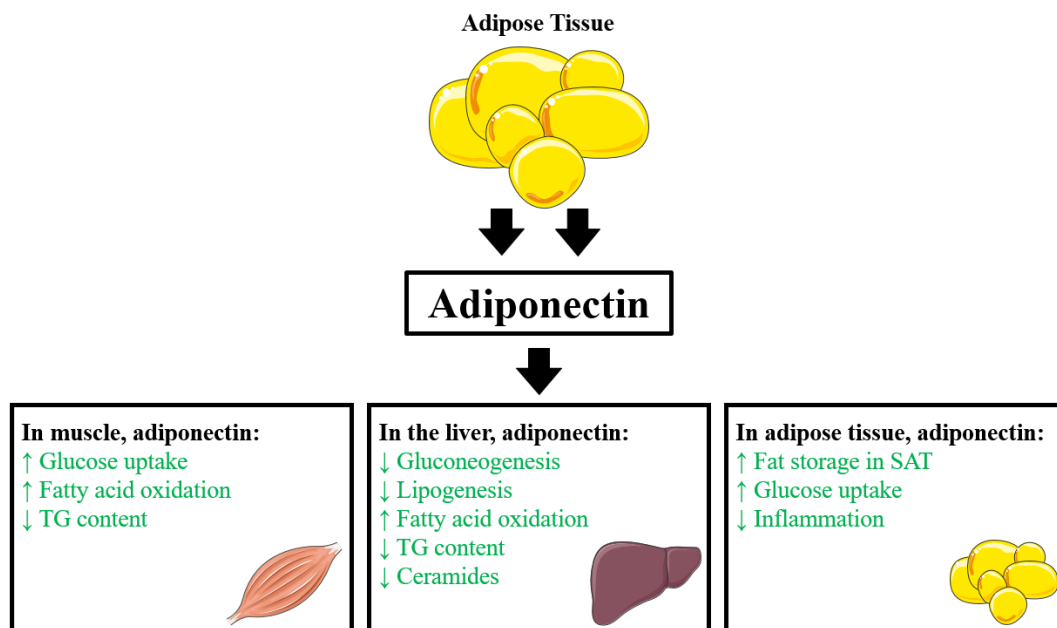 Adipose Tissue
Adiponectin
In muscle, adiponectin:
↑ Glucose uptake
↑ Fatty acid oxidation
↓ TG content
In the liver, adiponectin:
↓ Gluconeogenesis
↓ Lipogenesis
↑ Fatty acid oxidation
↓ TG content
↓ Ceramides
In adipose tissue, adiponectin:
↑ Fat storage in SAT
↑ Glucose uptake
↓ Inflammation